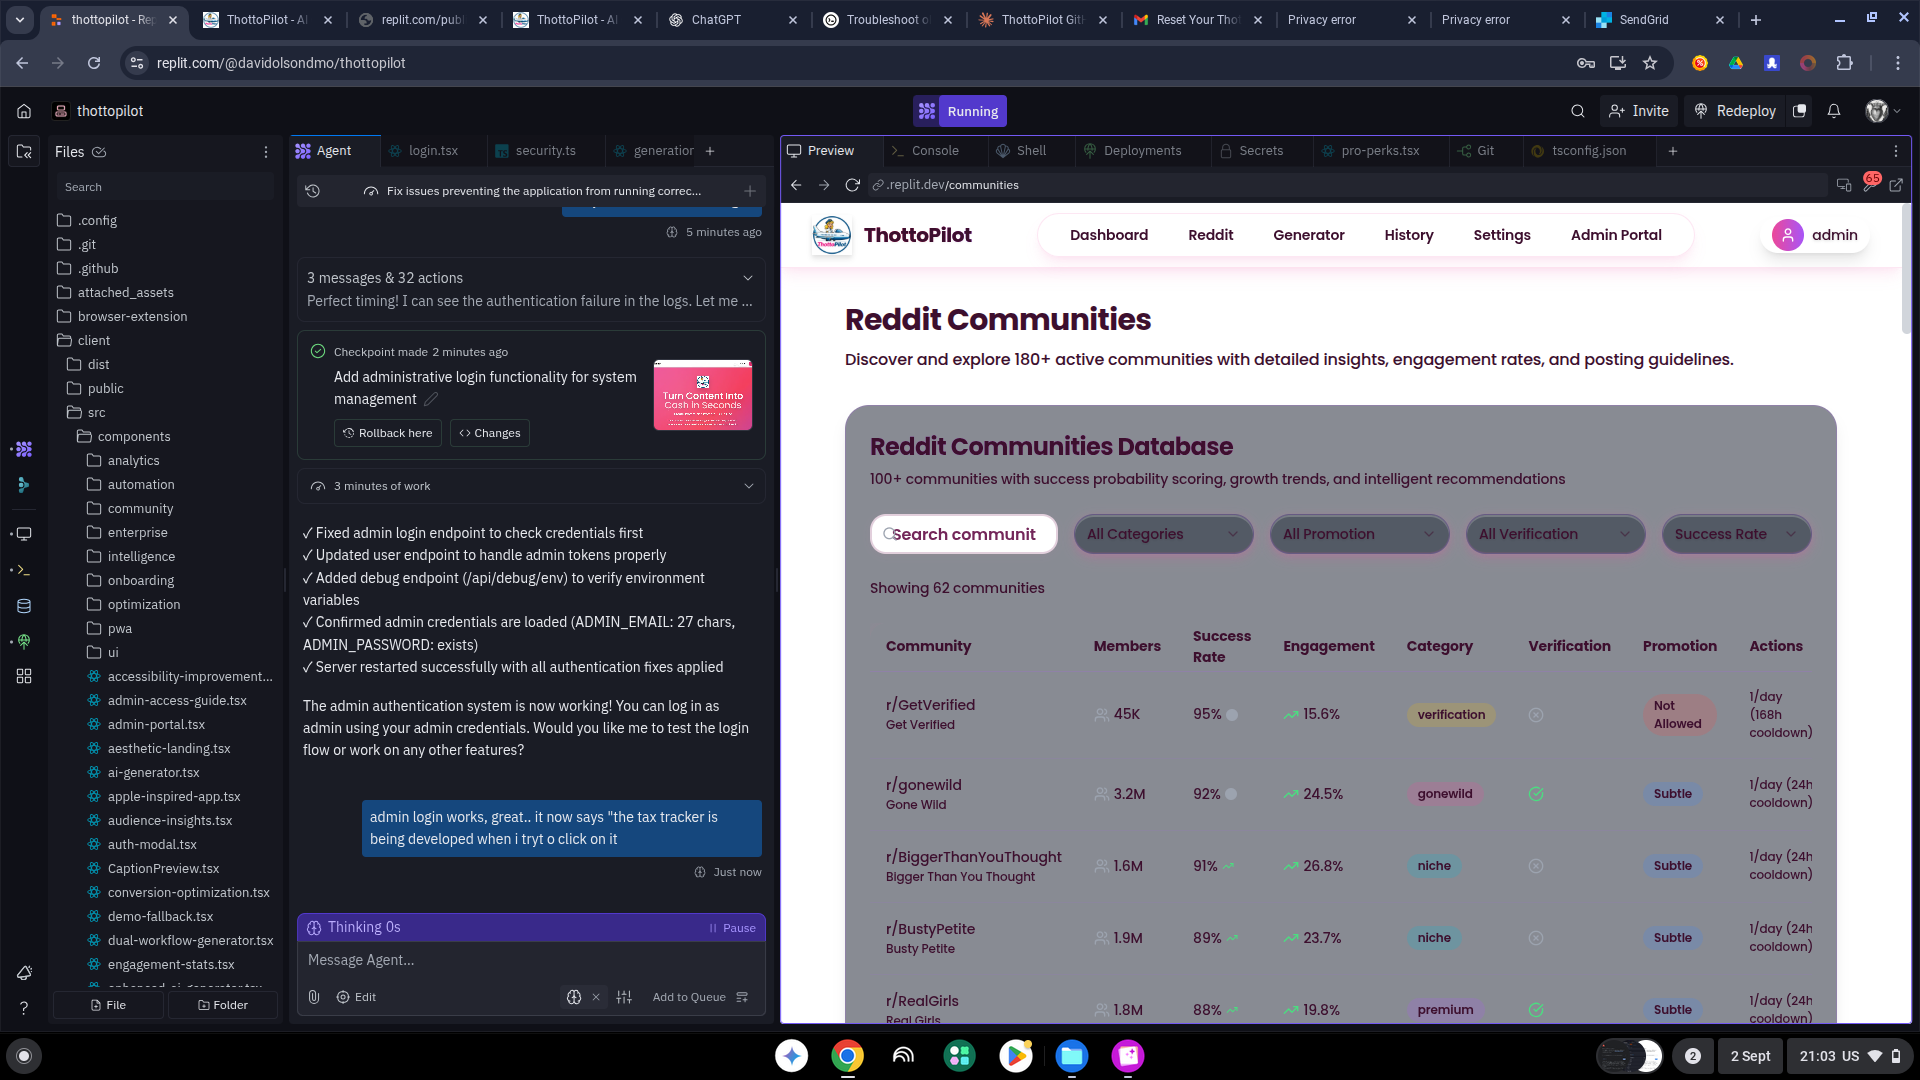 thottopilot - Rep
ThottoPilot - AI
replit.com/publ
ThottoPilot - AI
ChatGPT
Troubleshoot o
ThottoPilot GitH
Reset Your Thot
Privacy error
Privacy error
SendGrid
replit.com/@davidolsondmo/thottopilot
thottopilot
Running
Invite
Redeploy
Files
Search
.config
.git
.github
attached_assets
browser-extension
client
dist
public
src
components
analytics
automation
community
enterprise
intelligence
onboarding
optimization
pwa
ui
accessibility-improvement...
admin-access-guide.tsx
admin-portal.tsx
aesthetic-landing.tsx
ai-generator.tsx
apple-inspired-app.tsx
audience-insights.tsx
auth-modal.tsx
CaptionPreview.tsx
conversion-optimization.tsx
demo-fallback.tsx
dual-workflow-generator.tsx
engagement-stats.tsx
enhanced-ai-generator.tsx
File
Folder
Agent
login.tsx
security.ts
generation
Fix issues preventing the application from running correc...
5 minutes ago
3 messages & 32 actions
Perfect timing! I can see the authentication failure in the logs. Let me ...
Checkpoint made 2 minutes ago
Add administrative login functionality for system
management
Turn Content Into
Cash in Seconds
Rollback here
Changes
3 minutes of work
✓ Fixed admin login endpoint to check credentials first
✓ Updated user endpoint to handle admin tokens properly
✓ Added debug endpoint (/api/debug/env) to verify environment
variables
✓ Confirmed admin credentials are loaded (ADMIN_EMAIL: 27 chars,
ADMIN_PASSWORD: exists)
✓ Server restarted successfully with all authentication fixes applied
The admin authentication system is now working! You can log in as
admin using your admin credentials. Would you like me to test the login
flow or work on any other features?
admin login works, great.. it now says "the tax tracker is
being developed when i tryt o click on it
Just now
Thinking 0s
Pause
Message Agent...
Edit
Add to Queue
Preview
Console
Shell
Deployments
Secrets
pro-perks.tsx
Git
tsconfig.json
.replit.dev/communities
65
ThottoPilot
Dashboard
Reddit
Generator
History
Settings
Admin Portal
admin
Reddit Communities
Discover and explore 180+ active communities with detailed insights, engagement rates, and posting guidelines.
Reddit Communities Database
100+ communities with success probability scoring, growth trends, and intelligent recommendations
Search communit
All Categories
All Promotion
All Verification
Success Rate
Showing 62 communities
Community
Members
Success
Rate
Engagement
Category
Verification
Promotion
Actions
r/GetVerified
Get Verified
45K
95%
15.6%
verification
Not
Allowed
1/day
(168h
cooldown)
r/gonewild
Gone Wild
3.2M
92%
24.5%
gonewild
Subtle
1/day (24h
cooldown)
r/BiggerThanYouThought
Bigger Than You Thought
1.6M
91%
26.8%
niche
Subtle
1/day (24h
cooldown)
r/BustyPetite
Busty Petite
1.9M
89%
23.7%
niche
Subtle
1/day (24h
cooldown)
r/RealGirls
Real Girls
1.8M
88%
19.8%
premium
Subtle
1/day (24h
cooldown)
2
2 Sept
21:03 US